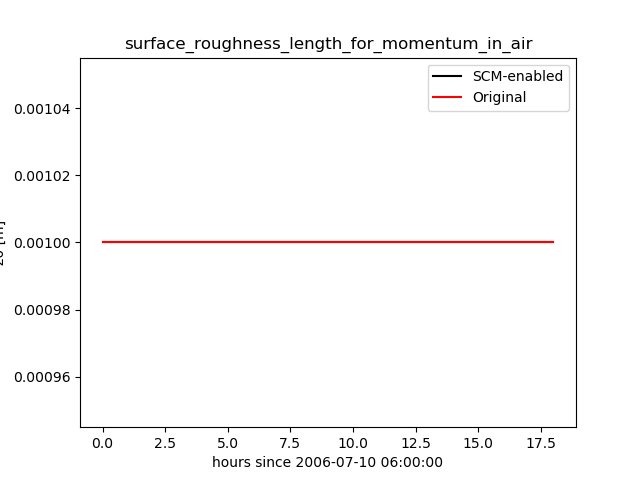 surface_roughness_length_for_momentum_in_air
SCM-enabled
Original
0.00104
0.00102
0.00100
0.00098
0.00096
0.0 2.5 5.0 7.5 10.0 12.5 15.0 17.5
hours since 2006-07-10 06:00:00